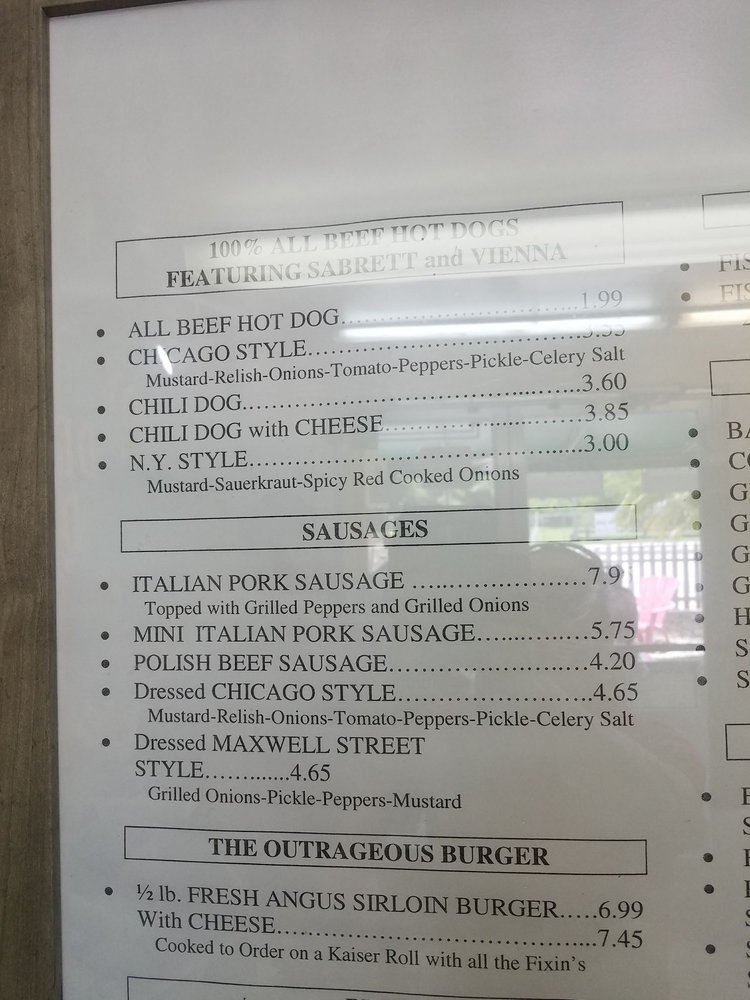 100% ALL BEEF HOT DOGS
FEATURING SABRETT and VIENNA
• ALL BEEF HOT DOG..............................1.99
• CHICAGO STYLE..............................
Mustard-Relish-Onions-Tomato-Peppers-Pickle-Celery Salt
• CHILI DOG..............................3.60
• CHILI DOG with CHEESE..............................3.85
• N.Y. STYLE..............................3.00
Mustard-Sauerkraut-Spicy Red Cooked Onions
SAUSAGES
• ITALIAN PORK SAUSAGE ........................
Topped with Grilled Peppers and Grilled Onions
• MINI ITALIAN PORK SAUSAGE...............5.75
• POLISH BEEF SAUSAGE..........................4.20
• Dressed CHICAGO STYLE.........................4.65
Mustard-Relish-Onions-Tomato-Peppers-Pickle-Celery Salt
• Dressed MAXWELL STREET
STYLE............4.65
Grilled Onions-Pickle-Peppers-Mustard
THE OUTRAGEOUS BURGER
• ½ lb. FRESH ANGUS SIRLOIN BURGER.....6.99
With CHEESE........................................7.45
Cooked to Order on a Kaiser Roll with all the Fixin's